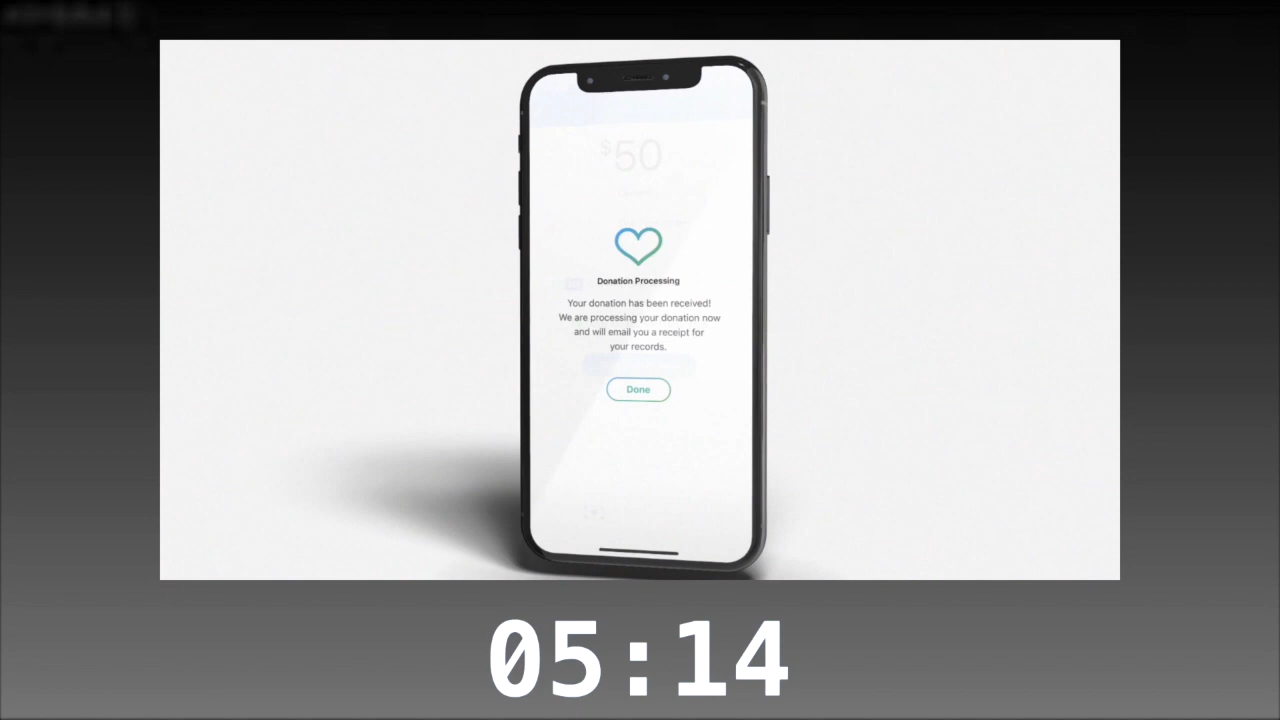 $50
Donation Processing
Your donation has been received!
We are processing your donation now
and will email you a receipt for
your records.
Done
05:14